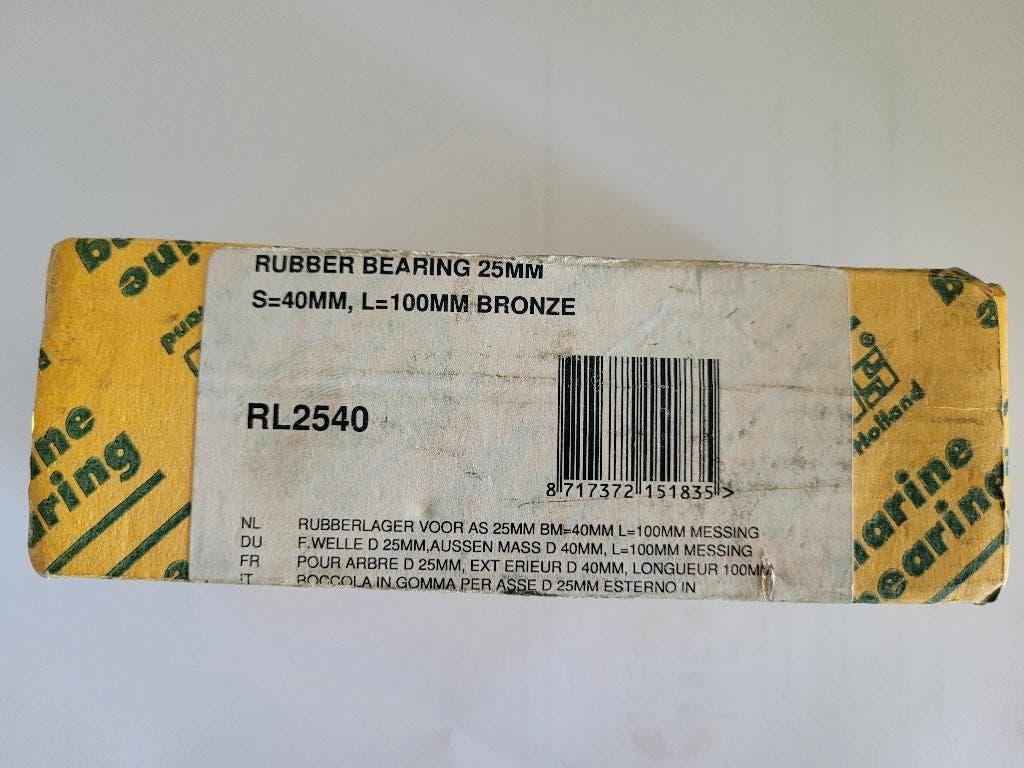 RUBBER BEARING 25MM
S=40MM, L=100MM BRONZE
RL2540
8 717372 151835 >
NL RUBBERLAGER VOOR AS 25MM BM=40MM L=100MM MESSING
DU F.WELLE D 25MM,AUSSEN MASS D 40MM, L=100MM MESSING
FR POUR ARBRE D 25MM, EXT ERIEUR D 40MM, LONGUEUR 100MM
IT BOCCOLA IN GOMMA PER ASSE D 25MM ESTERNO IN
Holland
marine
bearing